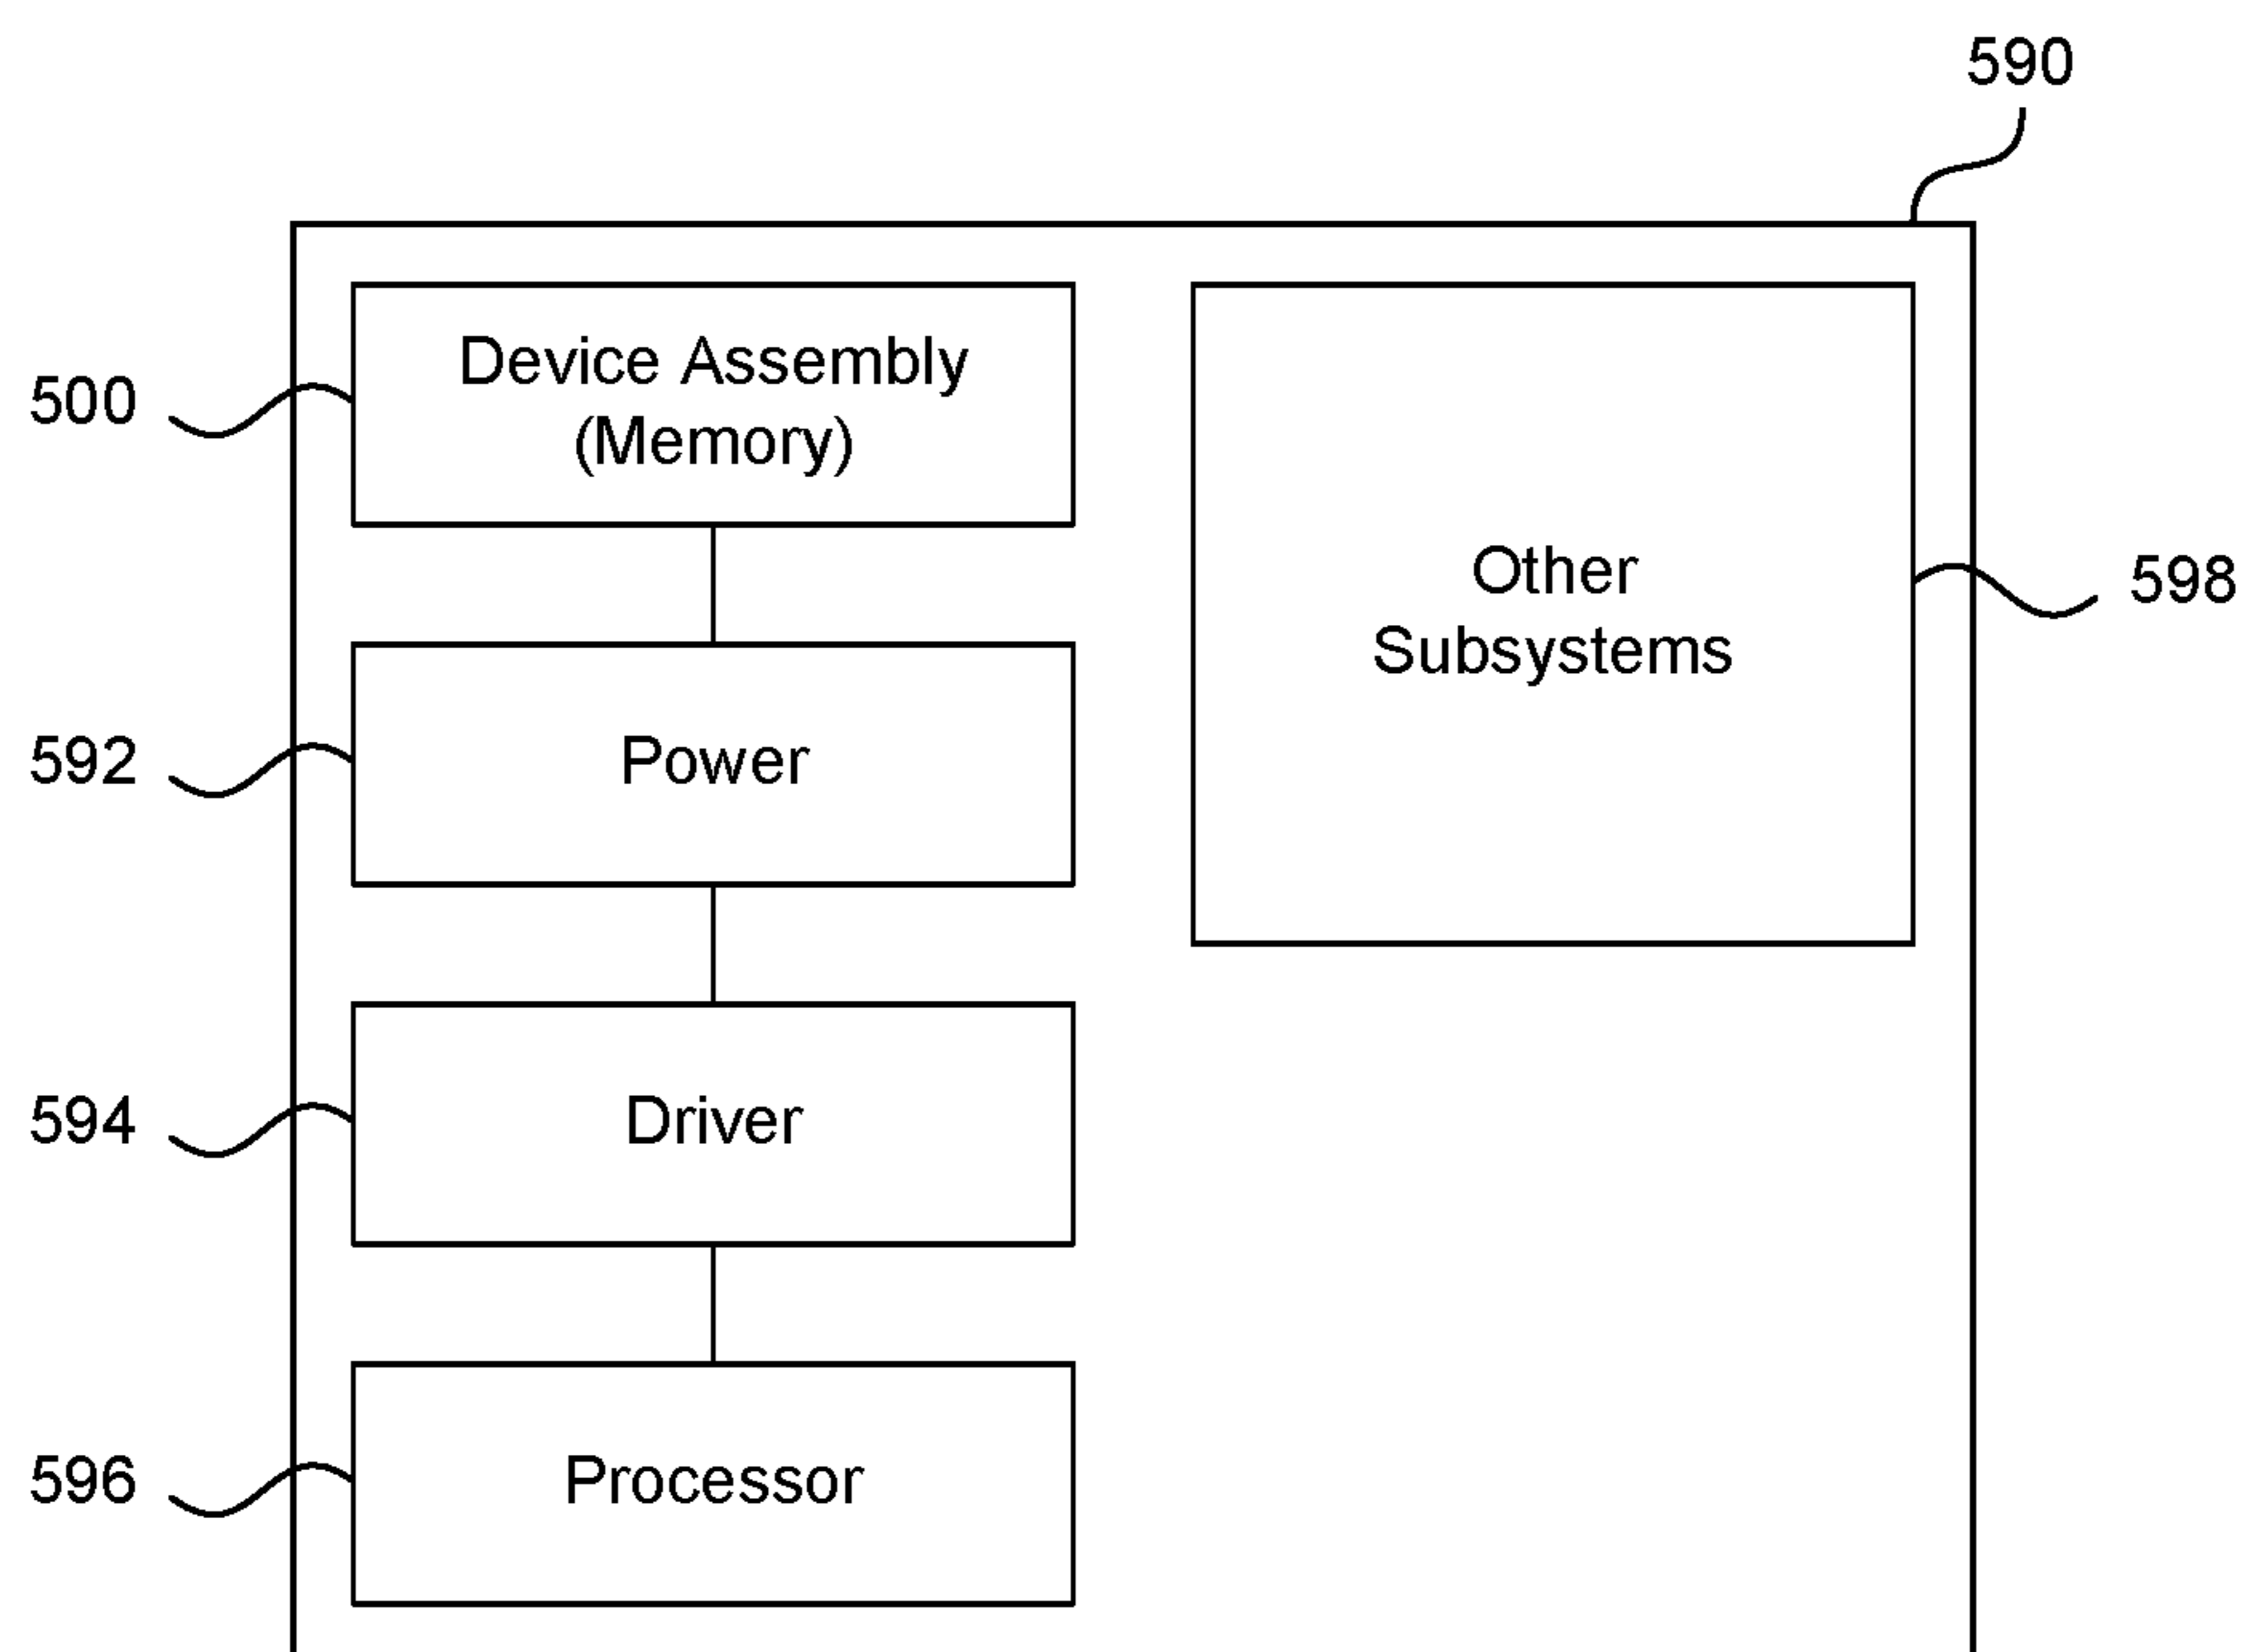 590
500
Device Assembly
(Memory)
Other
Subsystems
598
592
Power
594
Driver
596
Processor